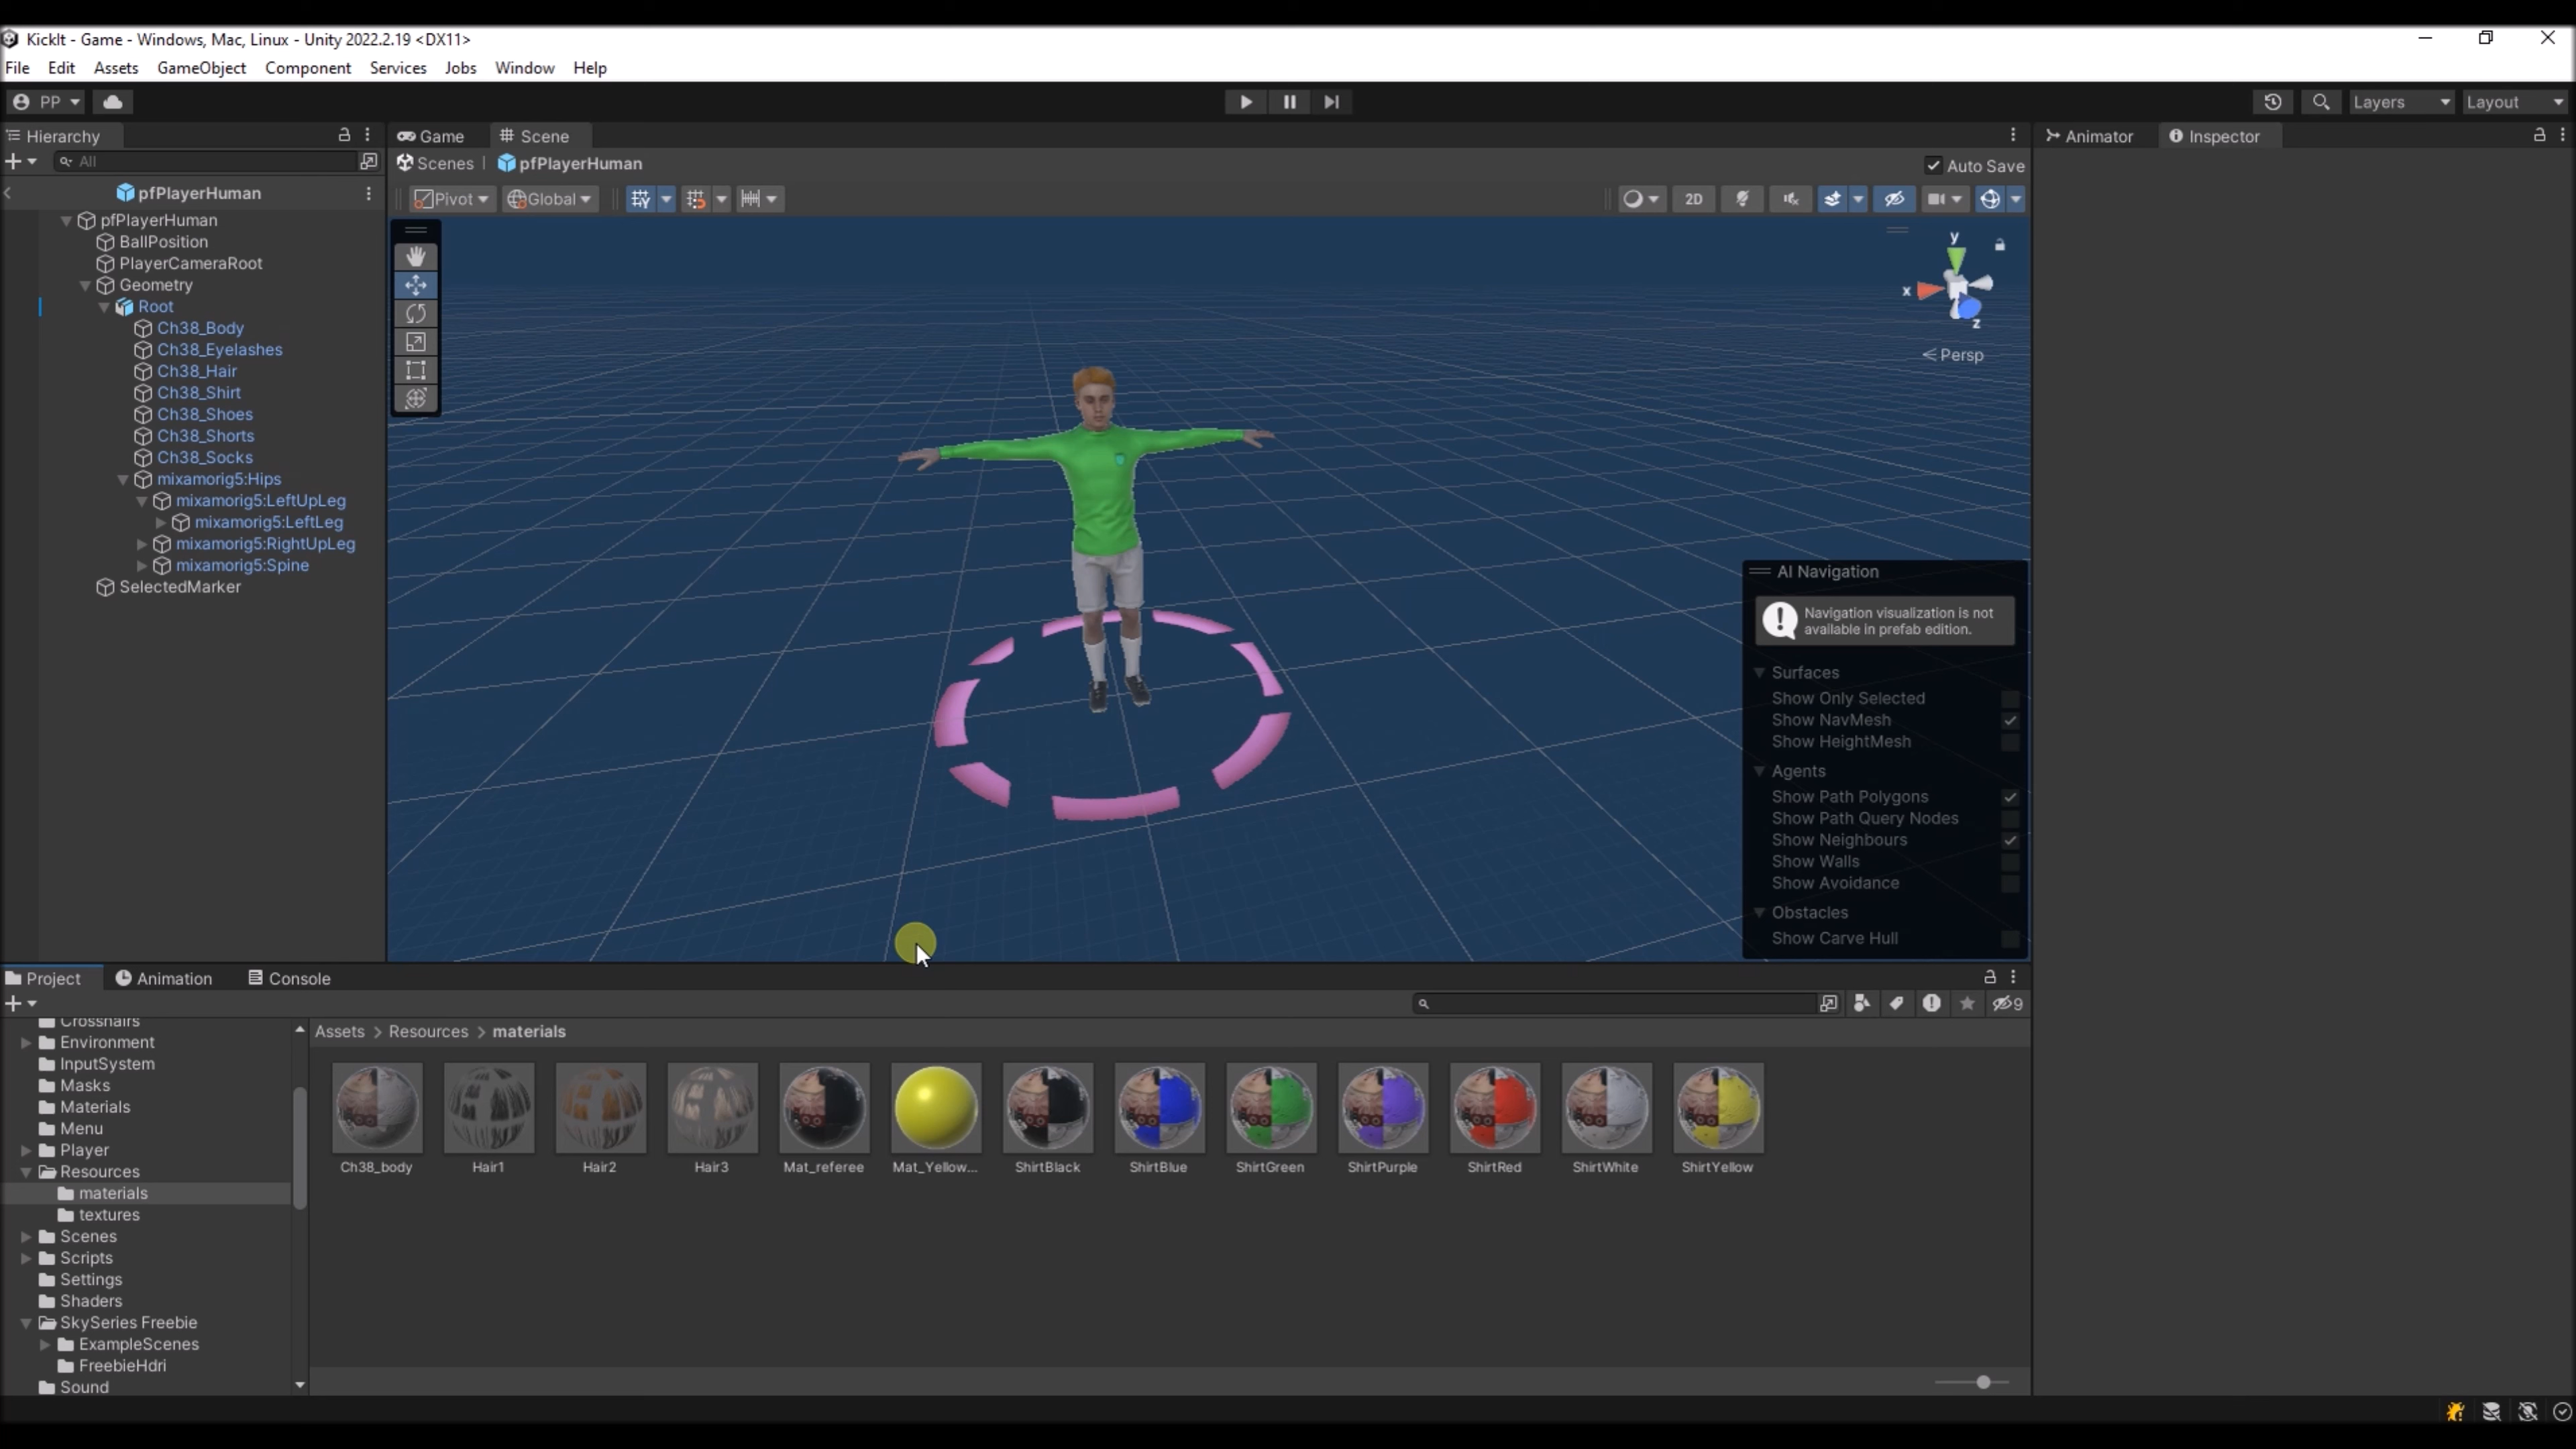 KickIt - Game - Windows, Mac, Linux - Unity 2022.2.19 <DX11>
File Edit Assets GameObject Component Services Jobs Window Help
PP Layers Layout
Hierarchy
All
pfPlayerHuman
pfPlayerHuman
BallPosition
PlayerCameraRoot
Geometry
Root
Ch38_Body
Ch38_Eyelashes
Ch38_Hair
Ch38_Shirt
Ch38_Shoes
Ch38_Shorts
Ch38_Socks
mixamorig5:Hips
mixamorig5:LeftUpLeg
mixamorig5:LeftLeg
mixamorig5:RightUpLeg
mixamorig5:Spine
SelectedMarker
Game Scene
Scenes | pfPlayerHuman Auto Save
Pivot Global 2D
y
x
z
< Persp
AI Navigation
Navigation visualization is not
available in prefab edition.
Surfaces
Show Only Selected
Show NavMesh
Show HeightMesh
Agents
Show Path Polygons
Show Path Query Nodes
Show Neighbours
Show Walls
Show Avoidance
Obstacles
Show Carve Hull
Animator Inspector
Project Animation Console
9
Crosshairs
Environment
InputSystem
Masks
Materials
Menu
Player
Resources
materials
textures
Scenes
Scripts
Settings
Shaders
SkySeries Freebie
ExampleScenes
FreebieHdri
Sound
Assets > Resources > materials
Ch38_body Hair1 Hair2 Hair3 Mat_referee Mat_Yellow... ShirtBlack ShirtBlue ShirtGreen ShirtPurple ShirtRed ShirtWhite ShirtYellow